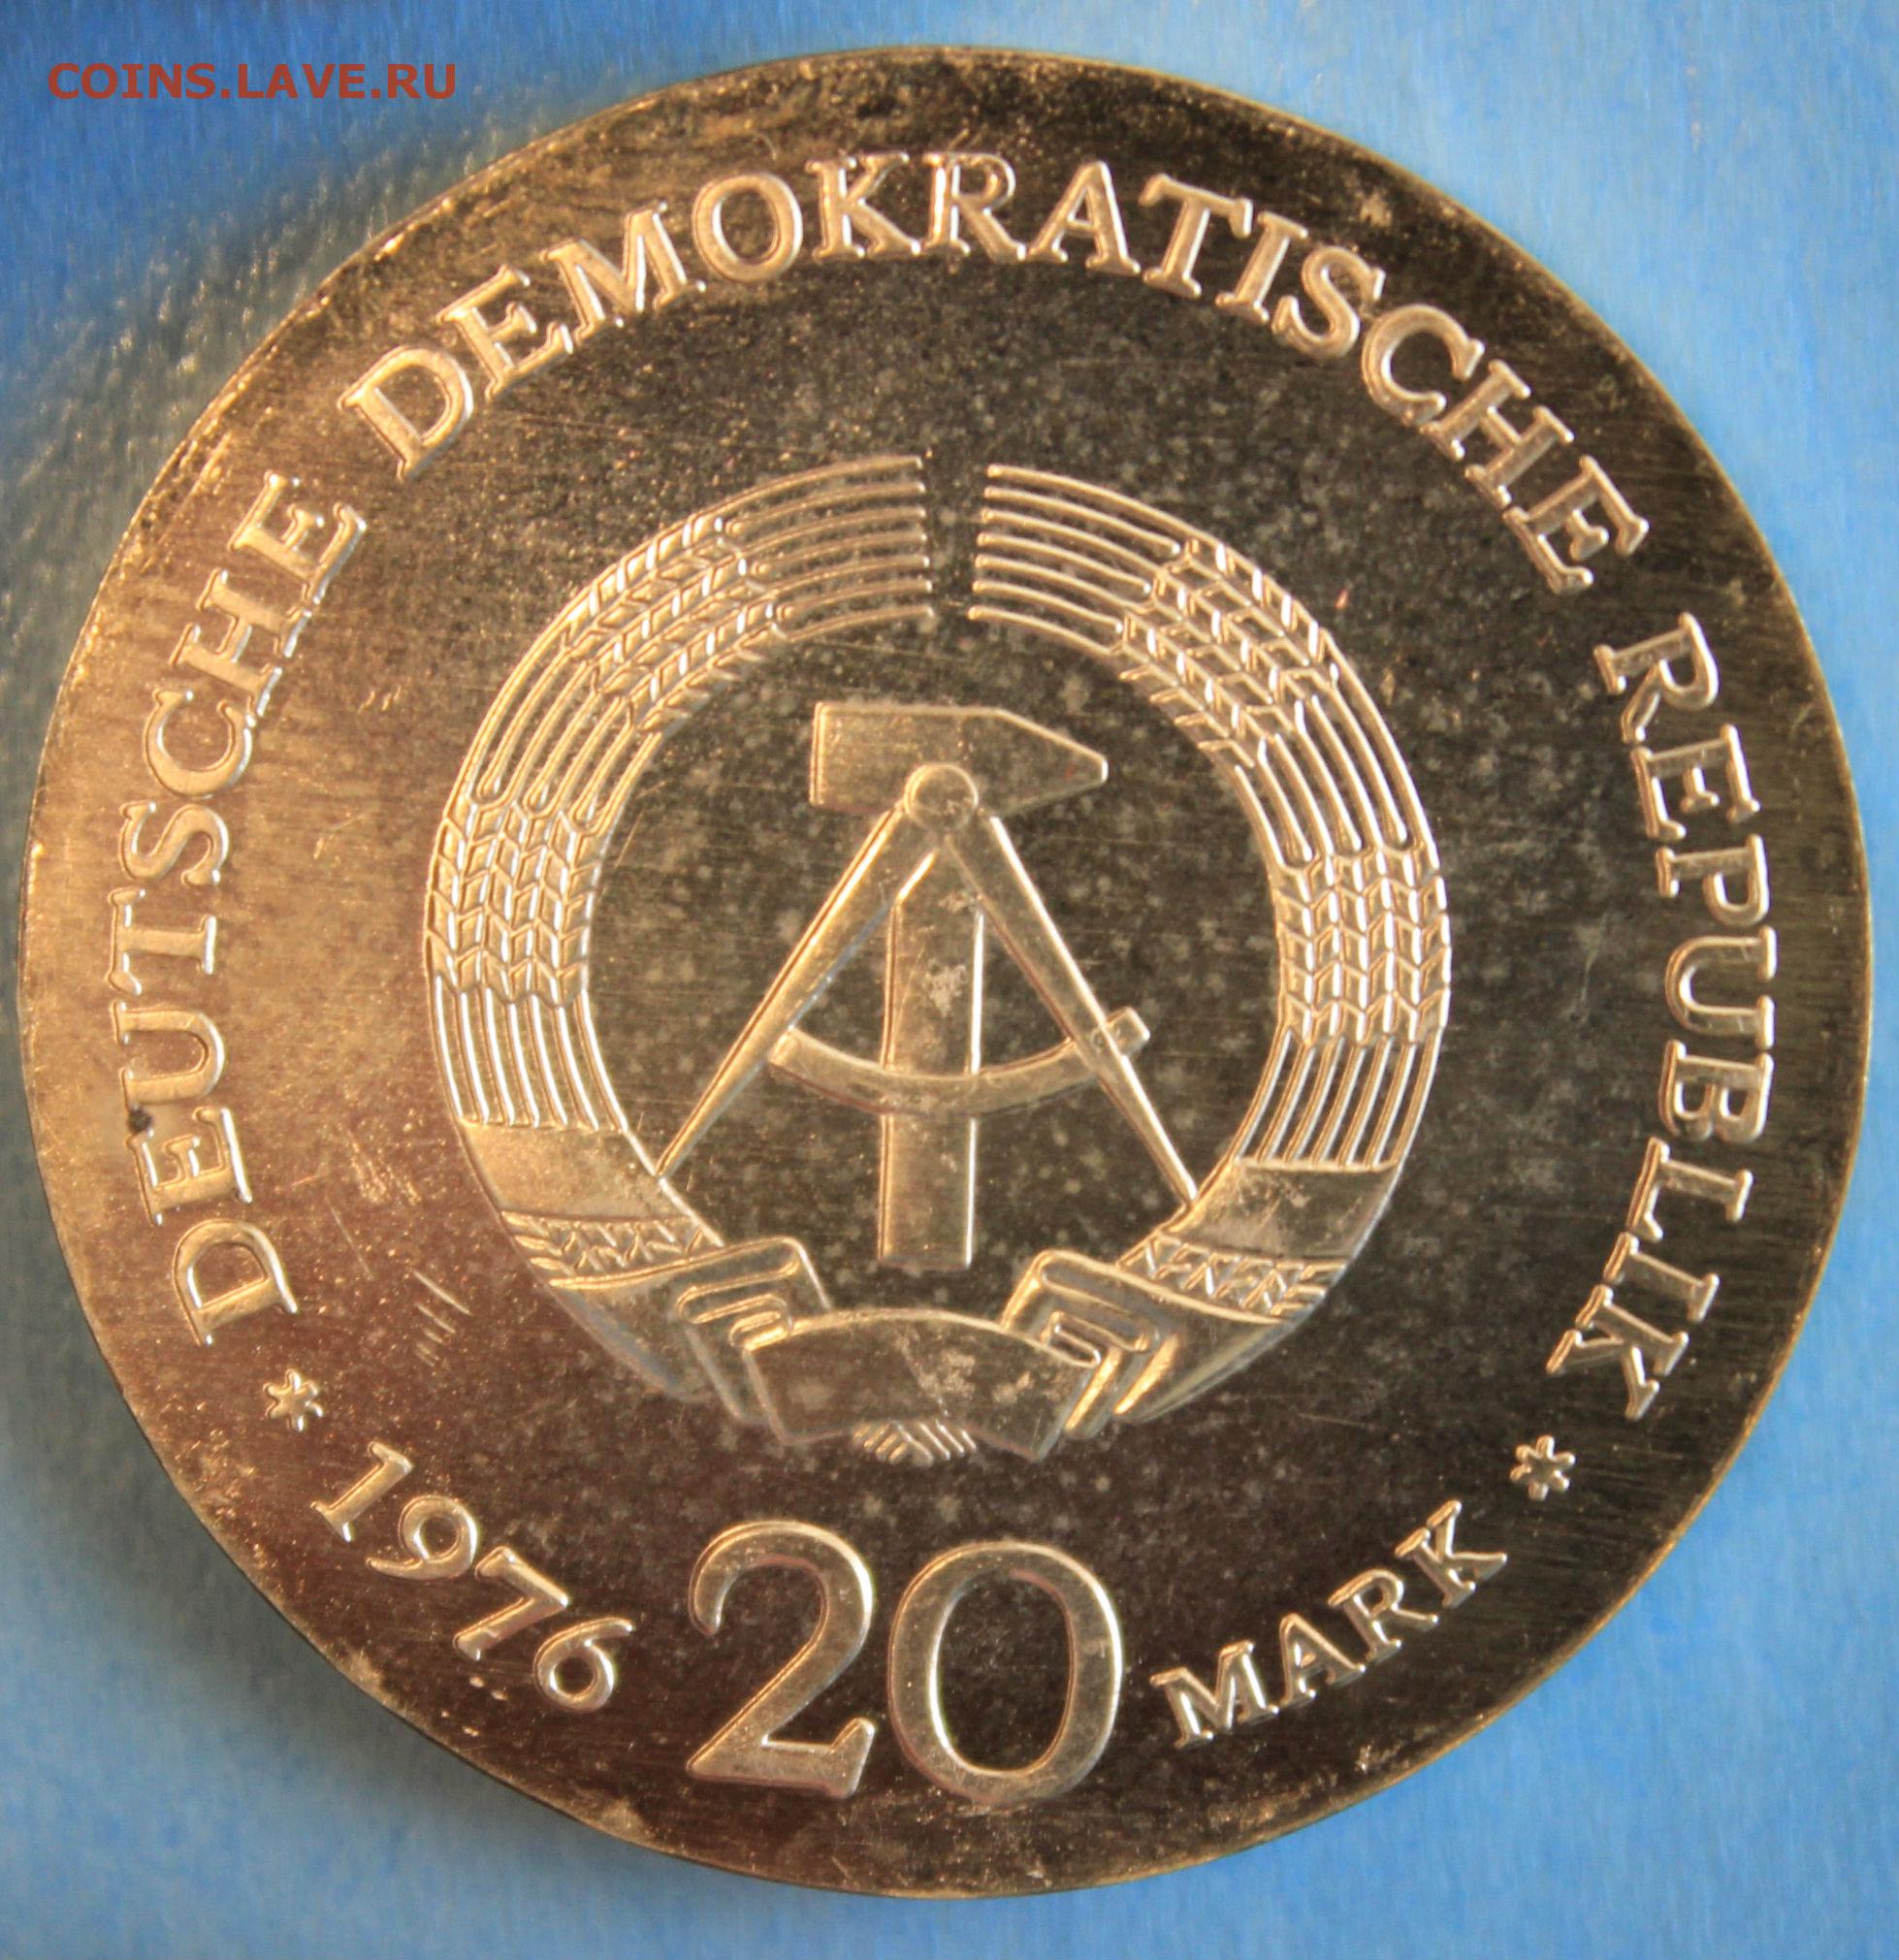 COINS.LAVE.RU
DEUTSCHE DEMOKRATISCHE REPUBLIK
* 1976 20 MARK *